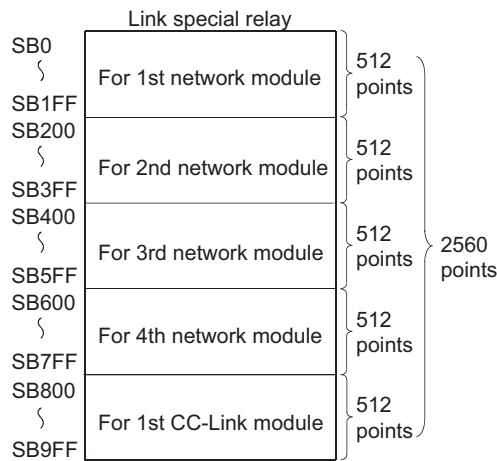 Link special relay
SB0
SB1FF
For 1st network module
512
points
SB200
SB3FF
For 2nd network module
512
points
SB400
SB5FF
For 3rd network module
512
points
SB600
SB7FF
For 4th network module
512
points
SB800
SB9FF
For 1st CC-Link module
512
points
2560
points